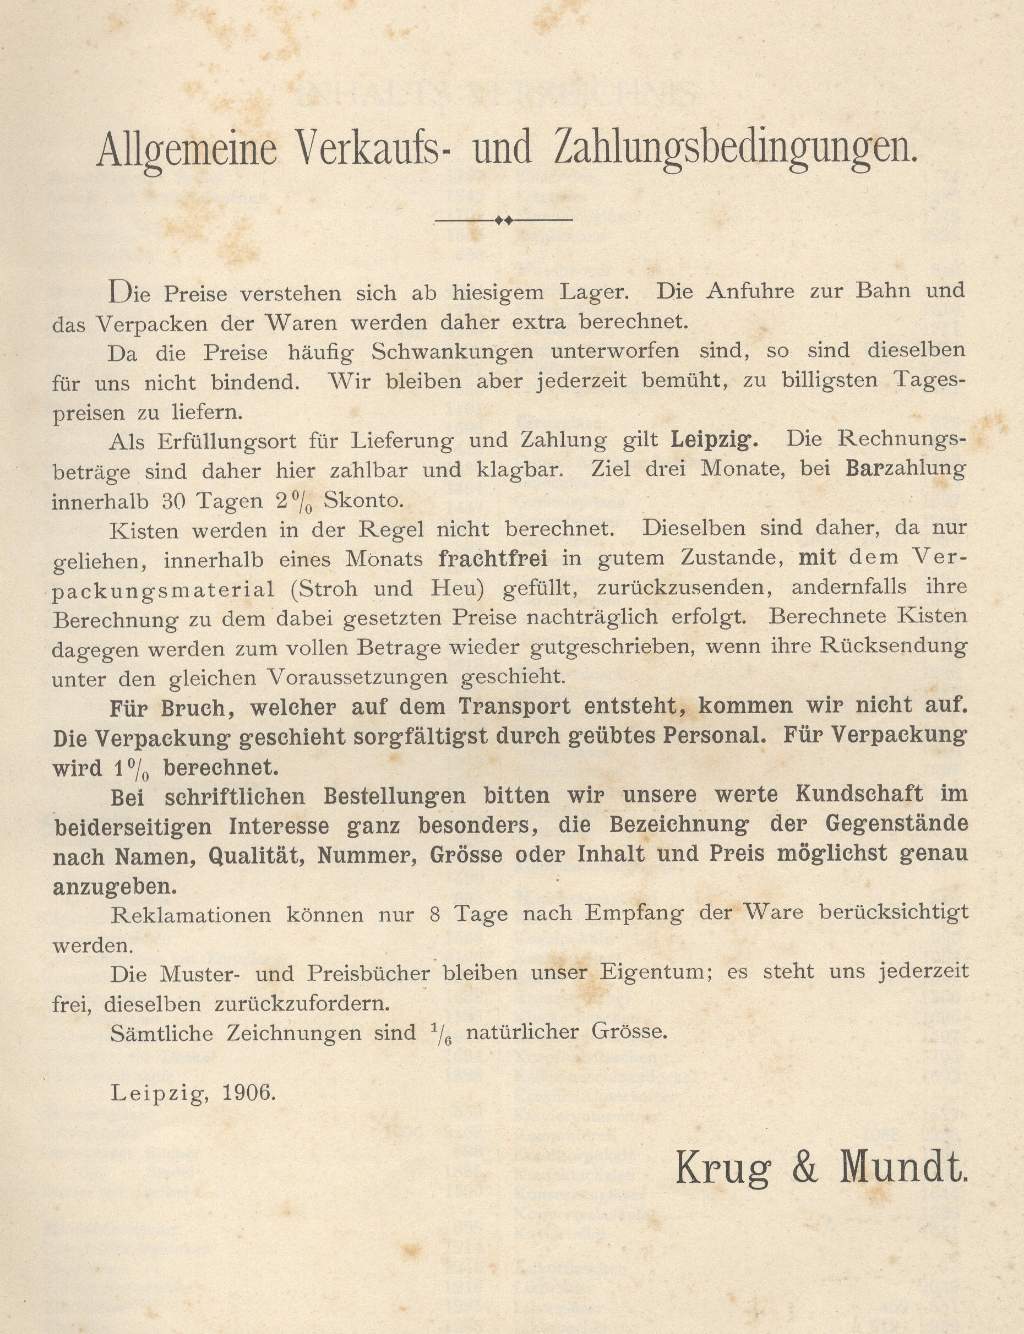 Allgemeine Verkaufs- und Zahlungsbedingungen.
Die Preise verstehen sich ab hiesigem Lager. Die Anfuhre zur Bahn und
das Verpacken der Waren werden daher extra berechnet.
Da die Preise häufig Schwankungen unterworfen sind, so sind dieselben
für uns nicht bindend. Wir bleiben aber jederzeit bemüht, zu billigsten Tages-
preisen zu liefern.
Als Erfüllungsort für Lieferung und Zahlung gilt Leipzig. Die Rechnungs-
beträge sind daher hier zahlbar und klagbar. Ziel drei Monate, bei Barzahlung
innerhalb 30 Tagen 2% Skonto.
Kisten werden in der Regel nicht berechnet. Dieselben sind daher, da nur
geliehen, innerhalb eines Monats frachtfrei in gutem Zustande, mit dem Ver-
packungsmaterial (Stroh und Heu) gefüllt, zurückzusenden, andernfalls ihre
Berechnung zu dem dabei gesetzten Preise nachträglich erfolgt. Berechnete Kisten
dagegen werden zum vollen Betrage wieder gutgeschrieben, wenn ihre Rücksendung
unter den gleichen Voraussetzungen geschieht.
Für Bruch, welcher auf dem Transport entsteht, kommen wir nicht auf.
Die Verpackung geschieht sorgfältigst durch geübtes Personal. Für Verpackung
wird 1% berechnet.
Bei schriftlichen Bestellungen bitten wir unsere werte Kundschaft im
beiderseitigen Interesse ganz besonders, die Bezeichnung der Gegenstände
nach Namen, Qualität, Nummer, Grösse oder Inhalt und Preis möglichst genau
anzugeben.
Reklamationen können nur 8 Tage nach Empfang der Ware berücksichtigt
werden.
Die Muster- und Preisbücher bleiben unser Eigentum; es steht uns jederzeit
frei, dieselben zurückzufordern.
Sämtliche Zeichnungen sind 1/6 natürlicher Grösse.
Leipzig, 1906.
Krug & Mundt.